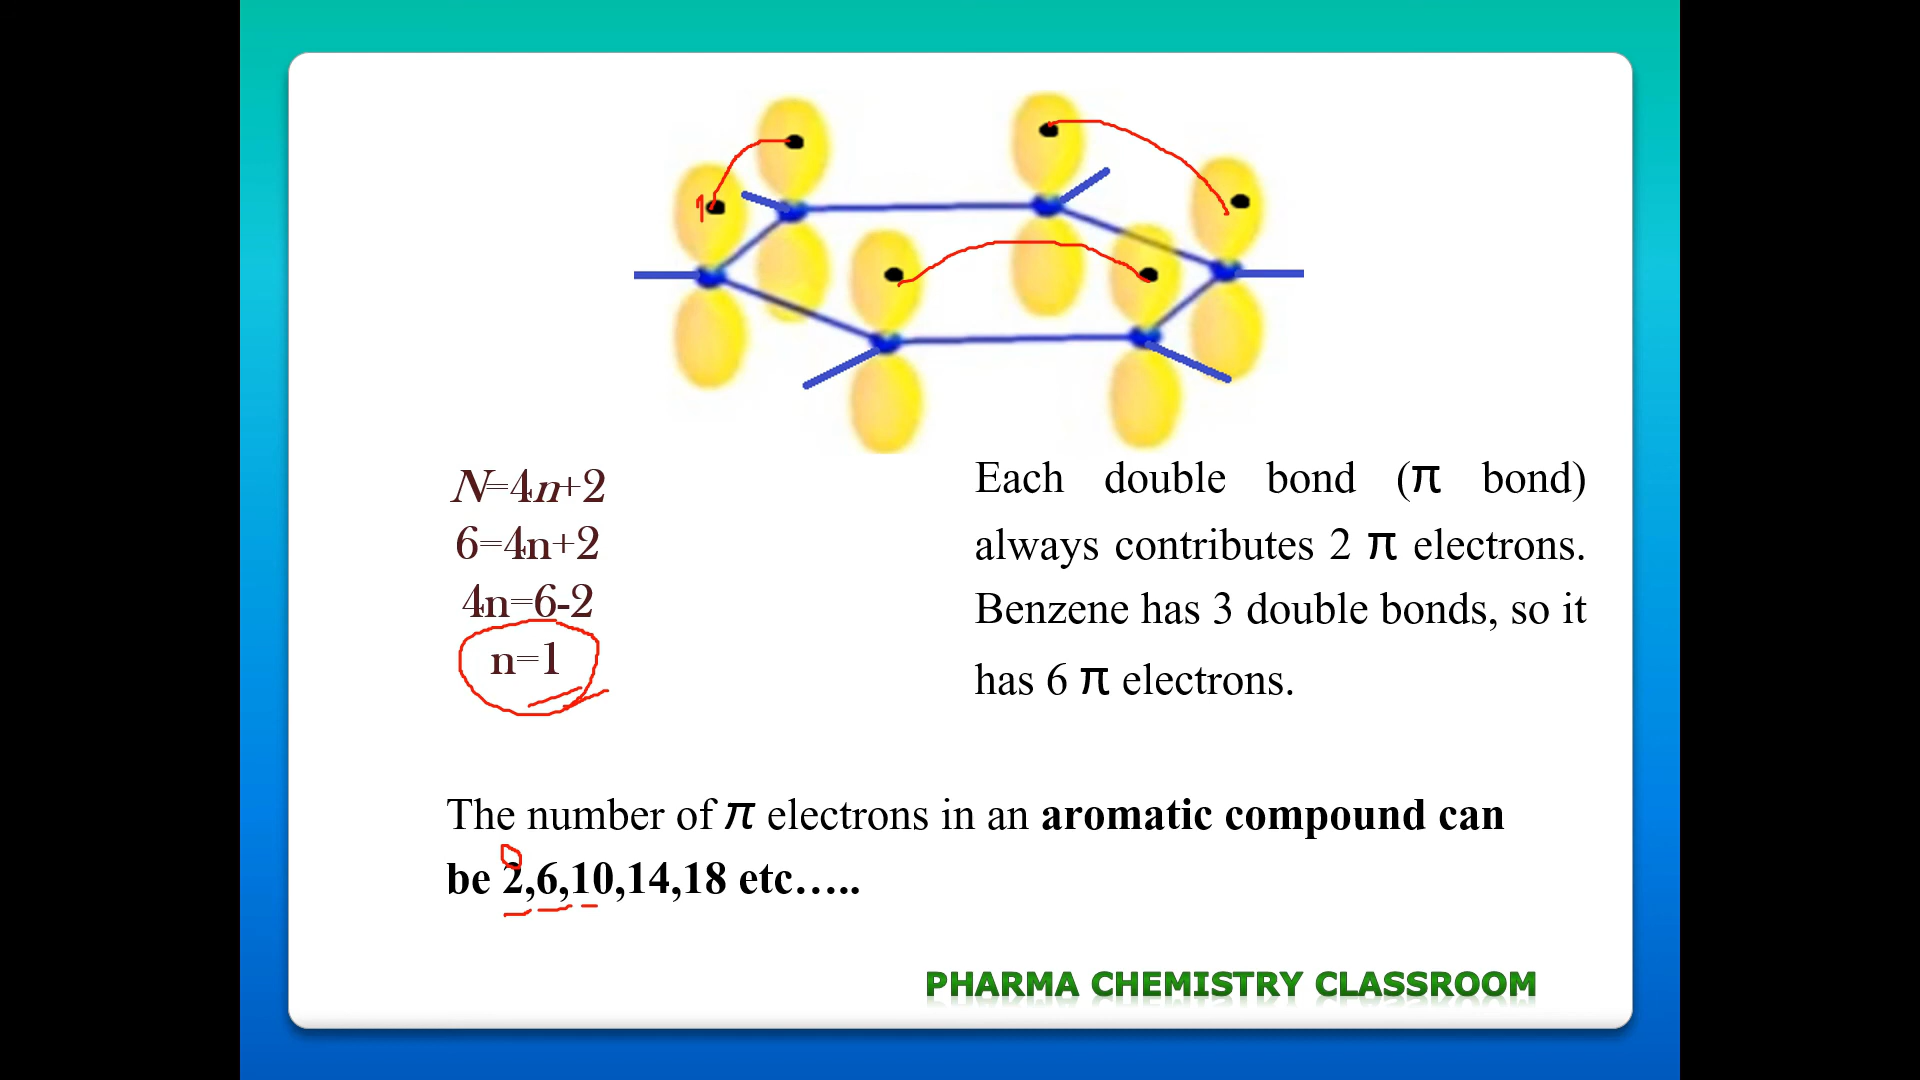 1
N=4n+2
6=4n+2
4n=6-2
n=1
Each double bond (π bond)
always contributes 2 π electrons.
Benzene has 3 double bonds, so it
has 6 π electrons.
The number of π electrons in an aromatic compound can
be 2,6,10,14,18 etc…..
PHARMA CHEMISTRY CLASSROOM